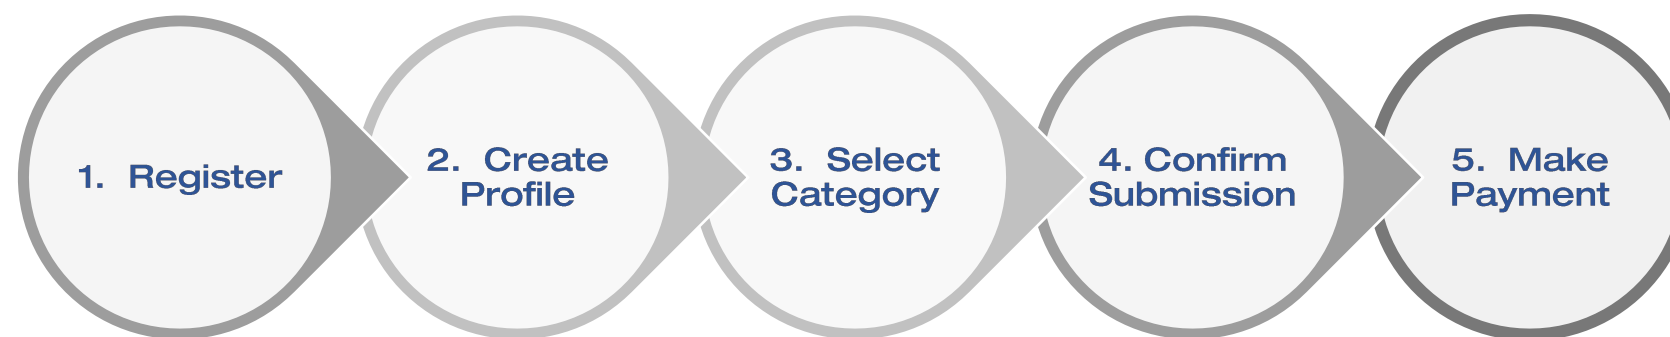 1. Register
2. Create
Profile
3. Select
Category
4. Confirm
Submission
5. Make
Payment